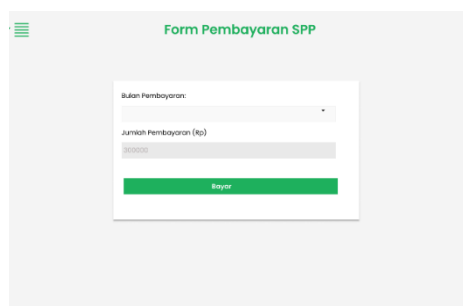 Form Pembayaran SPP
Bulan Pembayaran:
Jumlah Pembayaran (Rp)
300000
Bayar